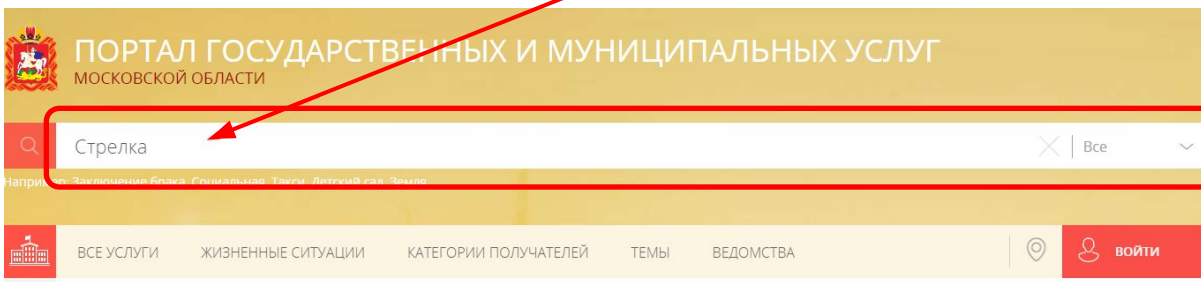 ПОРТАЛ ГОСУДАРСТВЕННЫХ И МУНИЦИПАЛЬНЫХ УСЛУГ
МОСКОВСКОЙ ОБЛАСТИ
Стрелка
Все
Например: Заключение брака, Социальная, Такси, Детский сад, Земля
ВСЕ УСЛУГИ ЖИЗНЕННЫЕ СИТУАЦИИ КАТЕГОРИИ ПОЛУЧАТЕЛЕЙ ТЕМЫ ВЕДОМСТВА ВОЙТИ